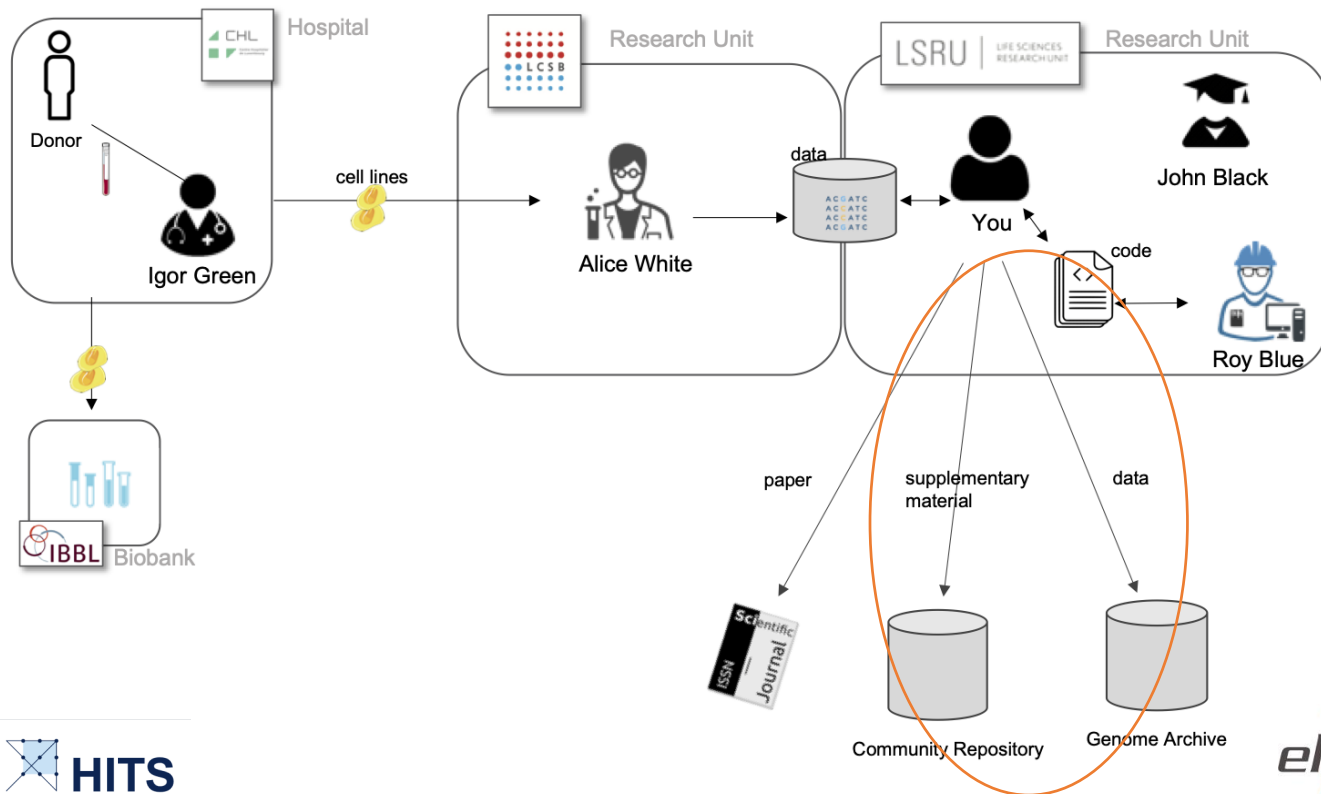 CHL
Hospital
Donor
Igor Green
cell lines
LCSB
Research Unit
Alice White
data
ACGATC
ACCATC
ACCATC
ACGATC
LSRU
LIFE SCIENCES
RESEARCH UNIT
Research Unit
You
John Black
code
Roy Blue
IBBL
Biobank
paper
supplementary
material
data
Scientific
Journal
ISSN
Community Repository
Genome Archive
HITS